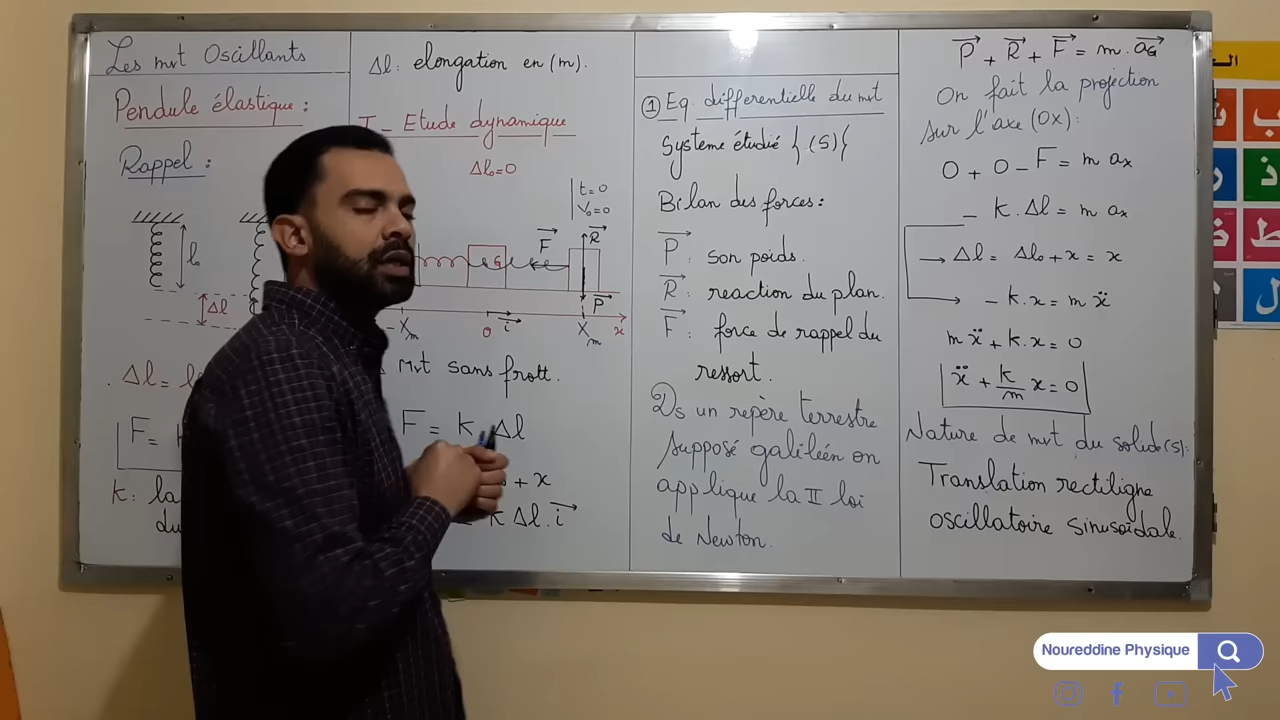 Les mvt Oscillants
Pendule élastique :
Rappel :
l₀
Δl
. Δl =
F =
k : la
du
Δl : elongation en (m).
I _ Etude dynamique
Δl₀ = 0
t = 0
V₀ = 0
F R
G
P
Xm O i Xm x
Mvt sans frott.
F = k . Δl
+ x
k Δl . i
① Eq. differentielle du mvt
Système étudié { (S) {
Bilan des forces :
P : son poids.
R : reaction du plan.
F : force de rappel du
ressort.
Ds un repère terrestre
supposé galiléen on
applique la II loi
de Newton.
P + R + F = m . aG
On fait la projection
sur l'axe (Ox) :
0 + 0 - F = m ax
- k . Δl = m ax
→ Δl = Δl₀ + x = x
→ - k . x = m ẍ
m ẍ + k . x = 0
ẍ + k/m x = 0
Nature de mvt du solide (s) :
Translation rectiligne
oscillatoire sinusoïdale.
ب
ذ
ظ
ل
Noureddine Physique